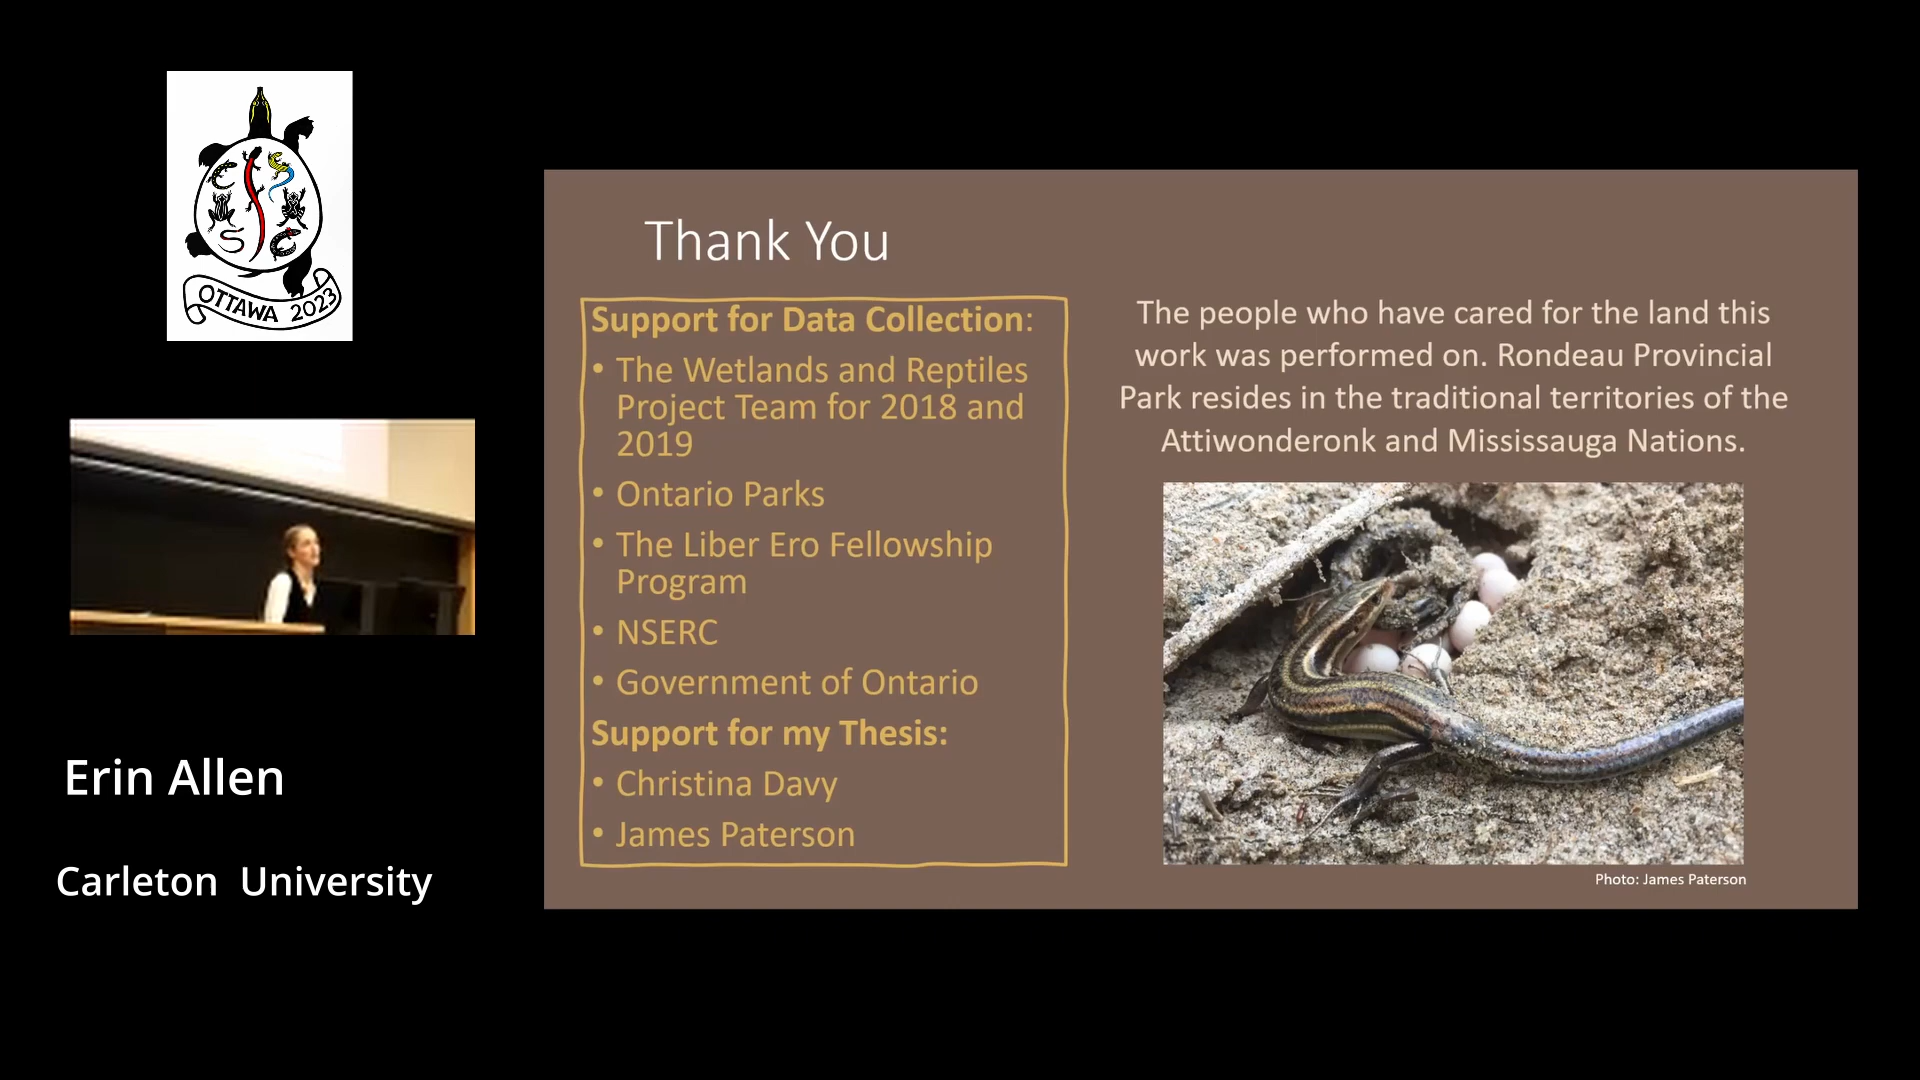 OTTAWA 2023
Erin Allen
Carleton University
Thank You
Support for Data Collection:
• The Wetlands and Reptiles
Project Team for 2018 and
2019
• Ontario Parks
• The Liber Ero Fellowship
Program
• NSERC
• Government of Ontario
Support for my Thesis:
• Christina Davy
• James Paterson
The people who have cared for the land this
work was performed on. Rondeau Provincial
Park resides in the traditional territories of the
Attiwonderonk and Mississauga Nations.
Photo: James Paterson